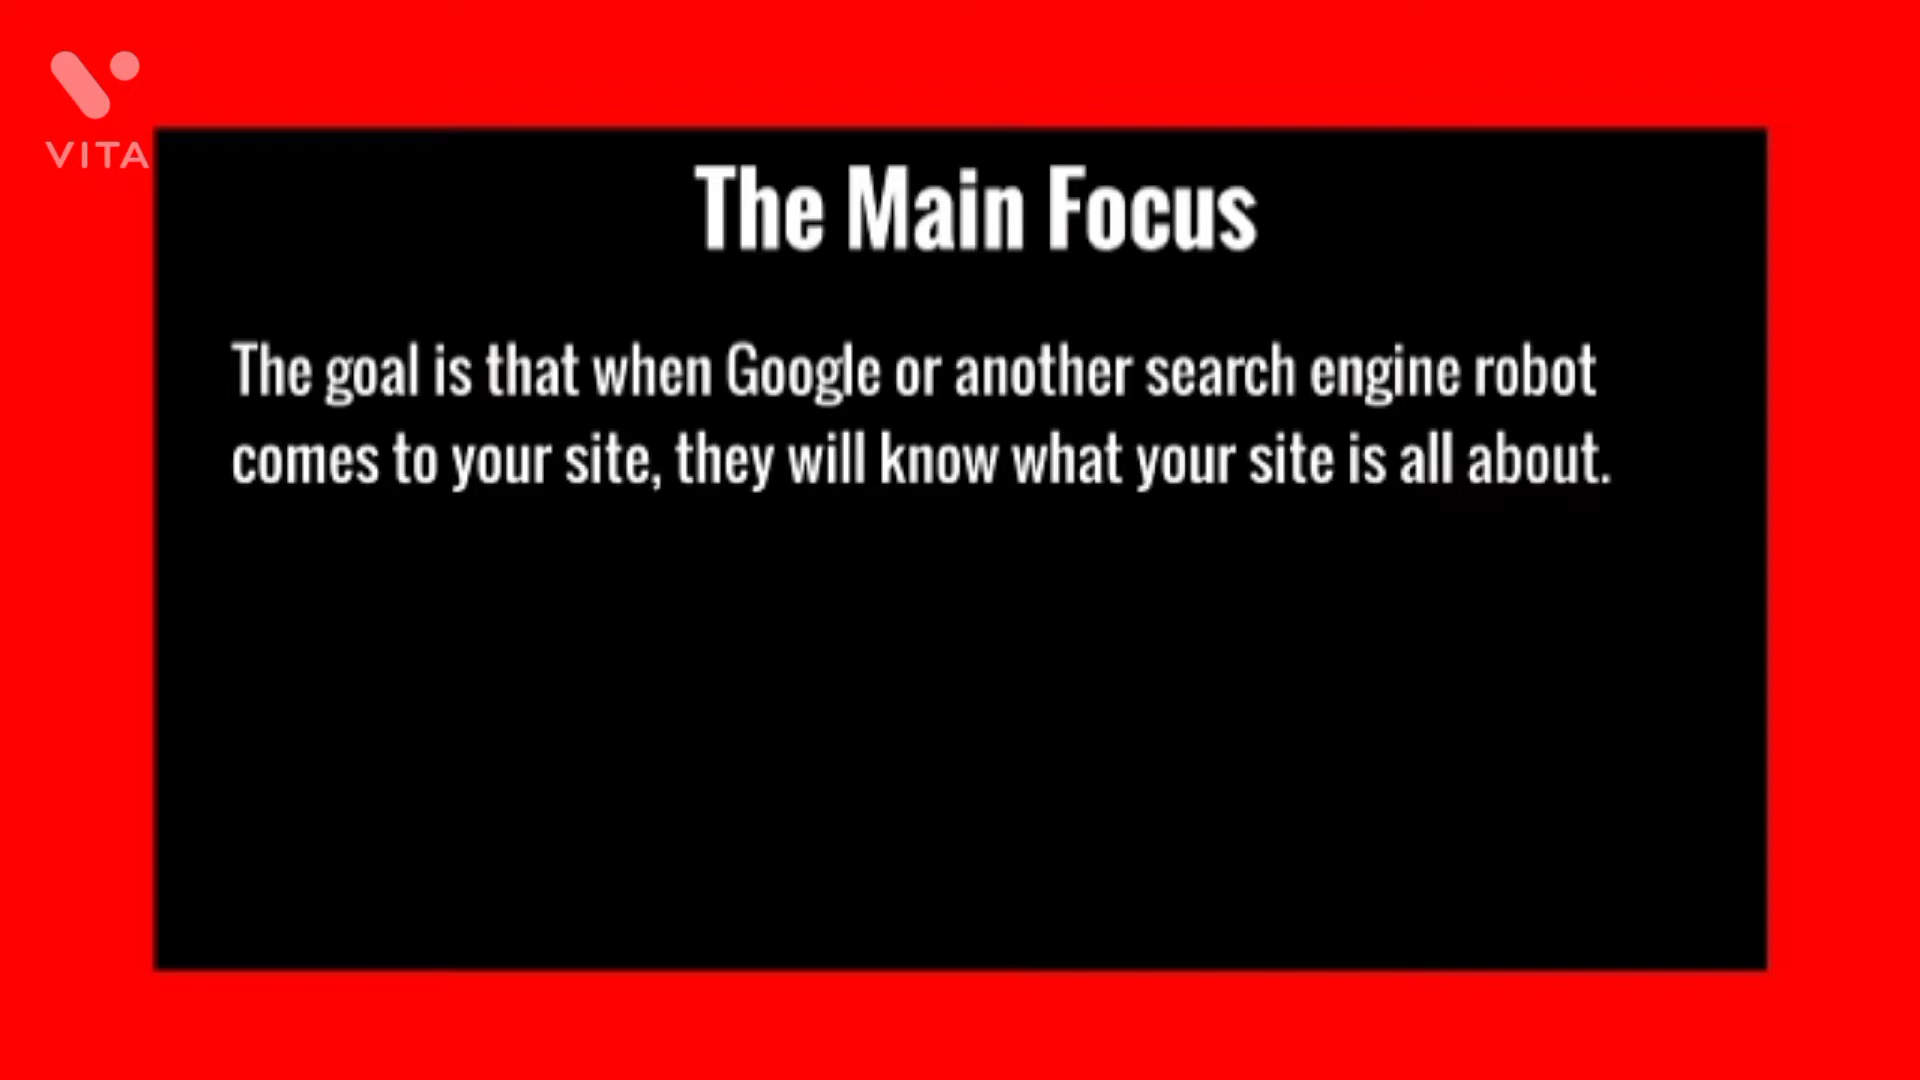 VITA
The Main Focus
The goal is that when Google or another search engine robot
comes to your site, they will know what your site is all about.